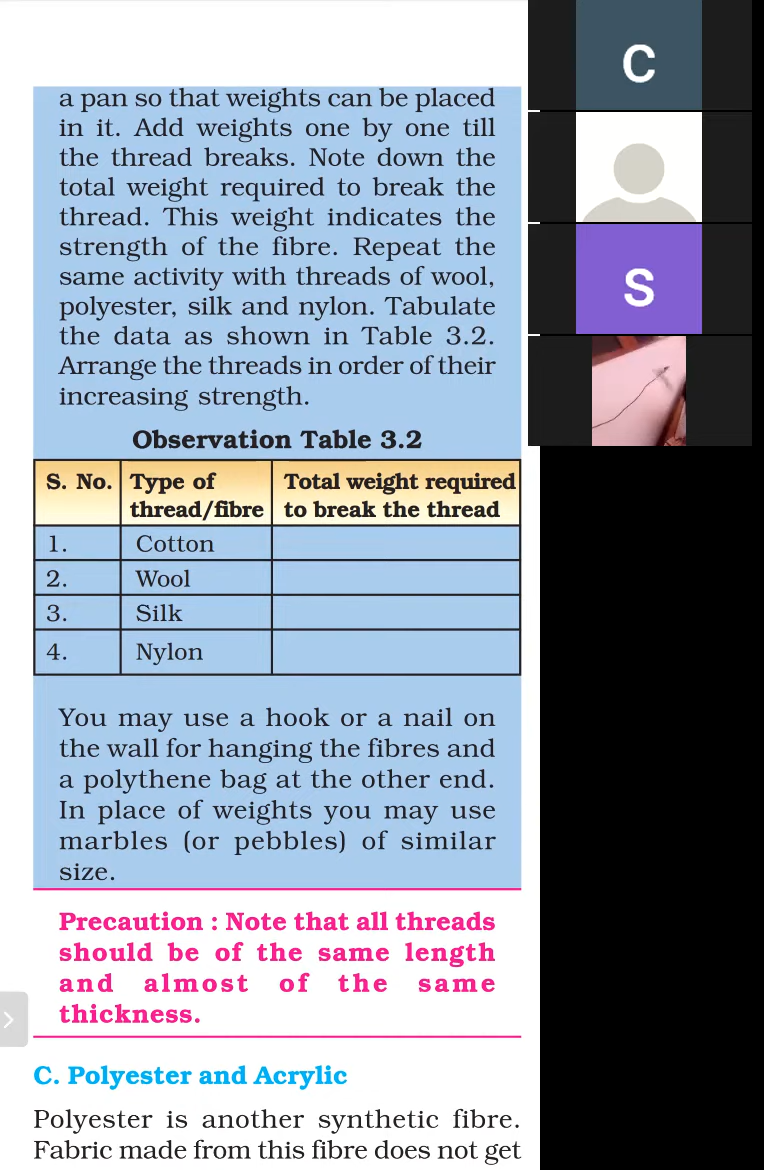 a pan so that weights can be placed
in it. Add weights one by one till
the thread breaks. Note down the
total weight required to break the
thread. This weight indicates the
strength of the fibre. Repeat the
same activity with threads of wool,
polyester, silk and nylon. Tabulate
the data as shown in Table 3.2.
Arrange the threads in order of their
increasing strength.
Observation Table 3.2
S. No. Type of thread/fibre Total weight required to break the thread
1. Cotton
2. Wool
3. Silk
4. Nylon
You may use a hook or a nail on
the wall for hanging the fibres and
a polythene bag at the other end.
In place of weights you may use
marbles (or pebbles) of similar
size.
Precaution : Note that all threads
should be of the same length
and almost of the same
thickness.
C. Polyester and Acrylic
Polyester is another synthetic fibre.
Fabric made from this fibre does not get
C
S